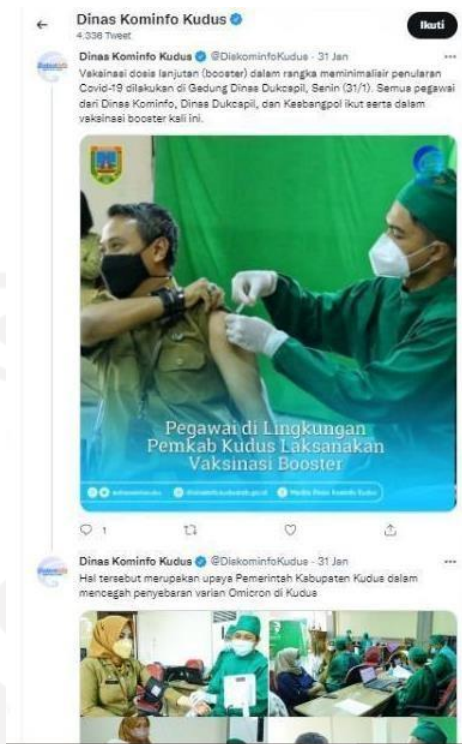 Dinas Kominfo Kudus
4.336 Tweet
Ikuti
Dinas Kominfo Kudus @DiskominfoKudus · 31 Jan
Vaksinasi dosis lanjutan (booster) dalam rangka meminimalisir penularan
Covid-19 dilakukan di Gedung Dinas Dukcapil, Senin (31/1). Semua pegawai
dari Dinas Kominfo, Dinas Dukcapil, dan Kesbangpol ikut serta dalam
vaksinasi booster kali ini.
Pegawai di Lingkungan
Pemkab Kudus Laksanakan
Vaksinasi Booster
1
Dinas Kominfo Kudus @DiskominfoKudus · 31 Jan
Hal tersebut merupakan upaya Pemerintah Kabupaten Kudus dalam
mencegah penyebaran varian Omicron di Kudus